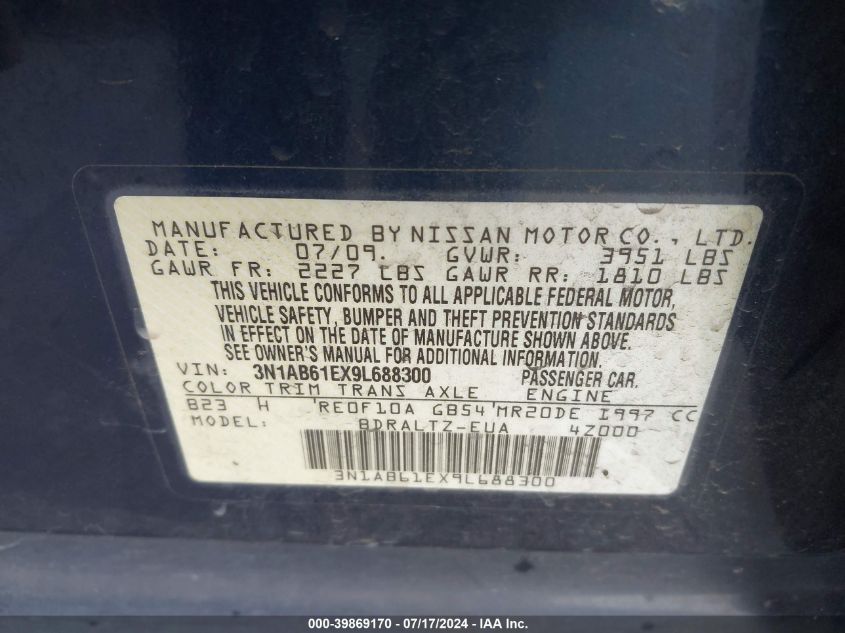 MANUFACTURED BY NISSAN MOTOR CO., LTD.
DATE: 07/09. GVWR: 3951 LBS
GAWR FR: 2227 LBS GAWR RR: 1810 LBS
THIS VEHICLE CONFORMS TO ALL APPLICABLE FEDERAL MOTOR,
VEHICLE SAFETY, BUMPER AND THEFT PREVENTION STANDARDS
IN EFFECT ON THE DATE OF MANUFACTURE SHOWN ABOVE.
SEE OWNER'S MANUAL FOR ADDITIONAL INFORMATION.
VIN: 3N1AB61EX9L688300 PASSENGER CAR.
COLOR TRIM TRANS AXLE ENGINE
B23 H RE0F10A GB54 MR20DE 1997 CC
MODEL: BDRALTZ-EUA 4Z000
3N1AB61EX9L688300
000-39869170 - 07/17/2024 - IAA Inc.